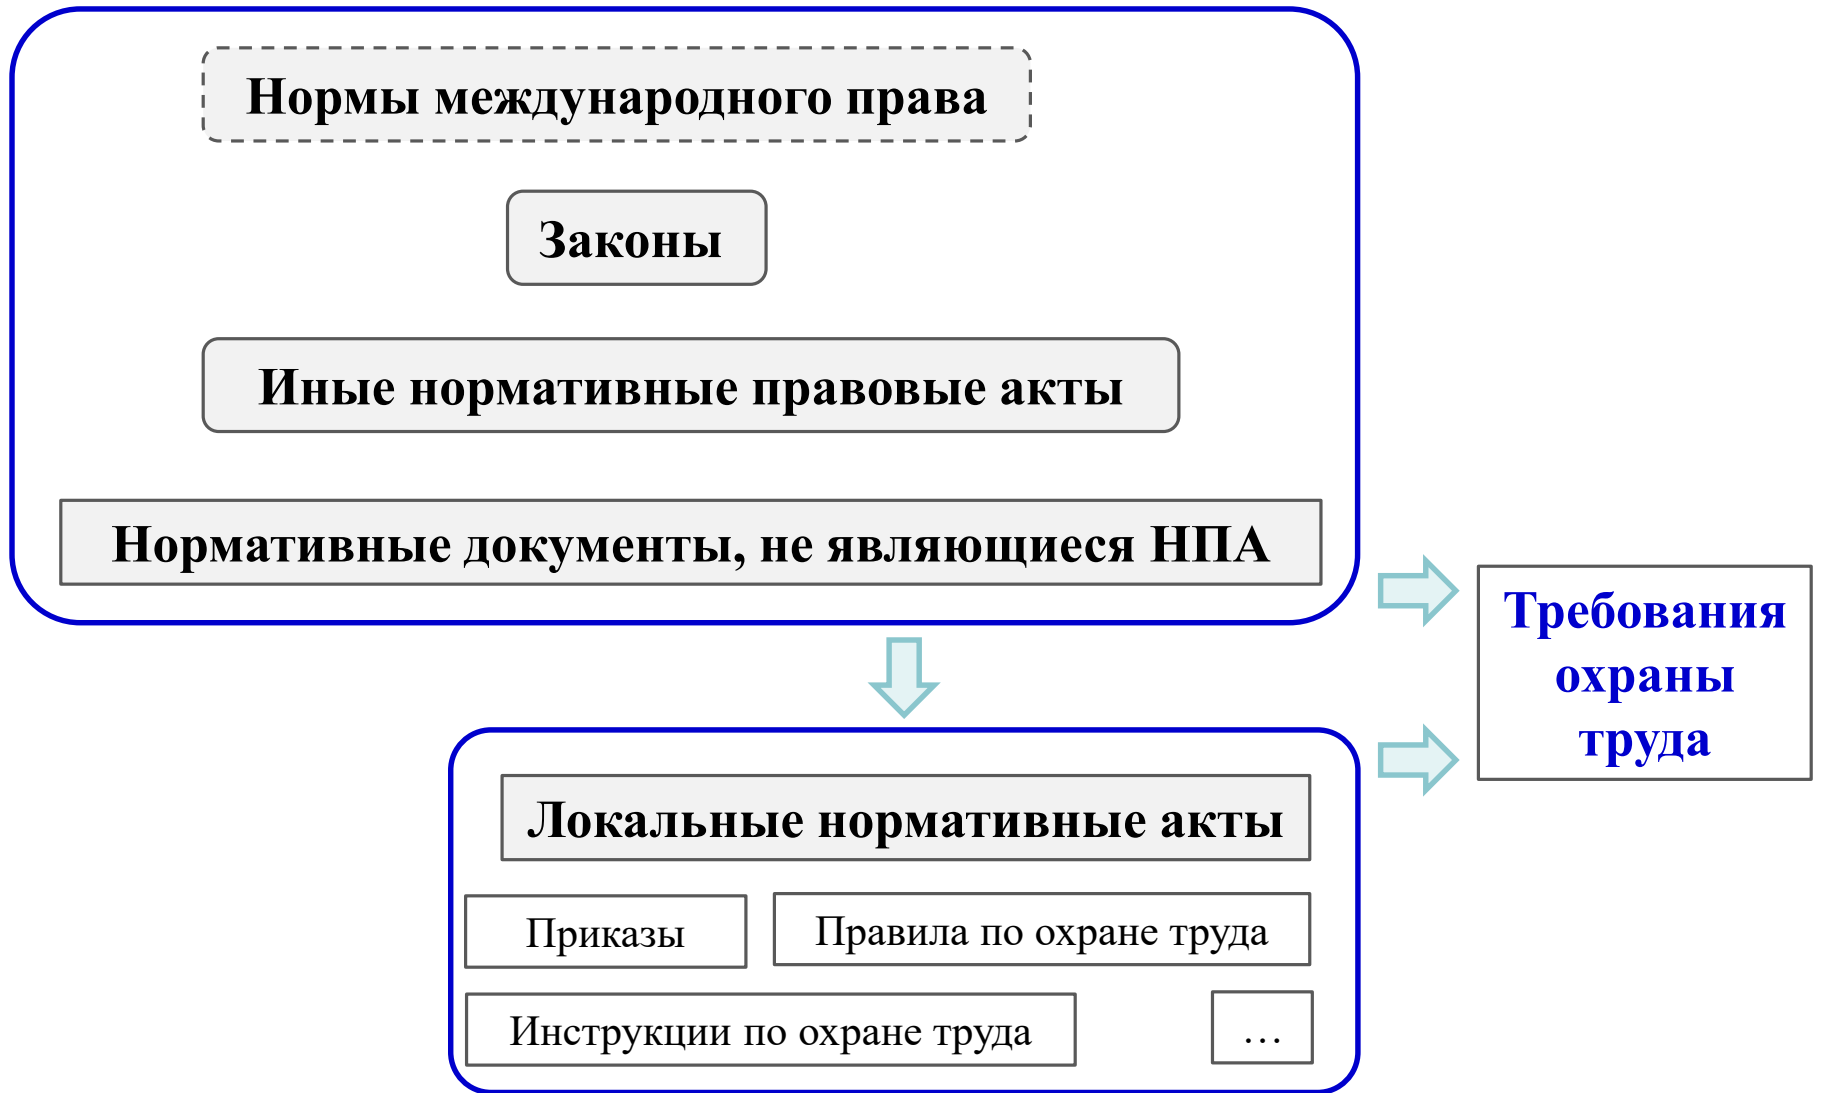 Нормы международного права
Законы
Иные нормативные правовые акты
Нормативные документы, не являющиеся НПА
Требования
охраны
труда
Локальные нормативные акты
Приказы
Правила по охране труда
Инструкции по охране труда
…